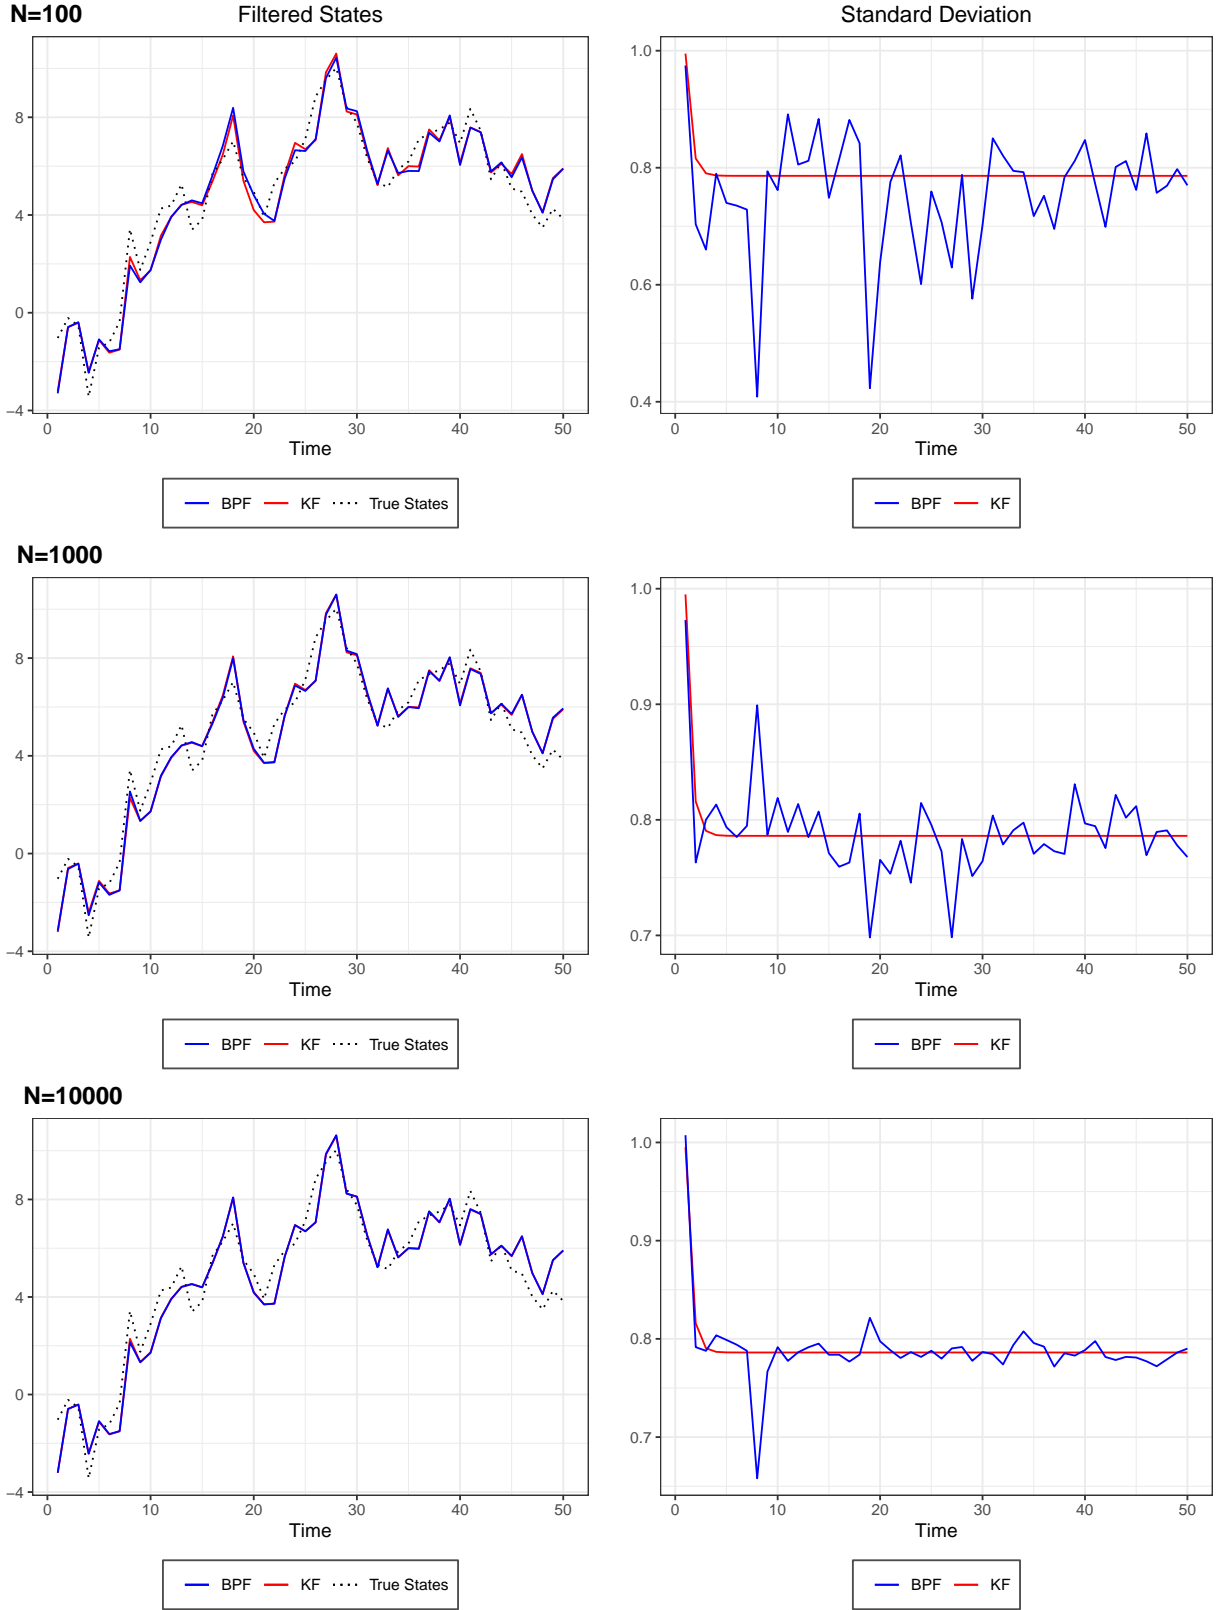 N=100
Filtered States
Standard Deviation
8
4
0
−4
0 10 20 30 40 50
Time
BPF KF True States
1.0
0.8
0.6
0.4
0 10 20 30 40 50
Time
BPF KF
N=1000
8
4
0
−4
0 10 20 30 40 50
Time
BPF KF True States
1.0
0.9
0.8
0.7
0 10 20 30 40 50
Time
BPF KF
N=10000
8
4
0
−4
0 10 20 30 40 50
Time
BPF KF True States
1.0
0.9
0.8
0.7
0 10 20 30 40 50
Time
BPF KF